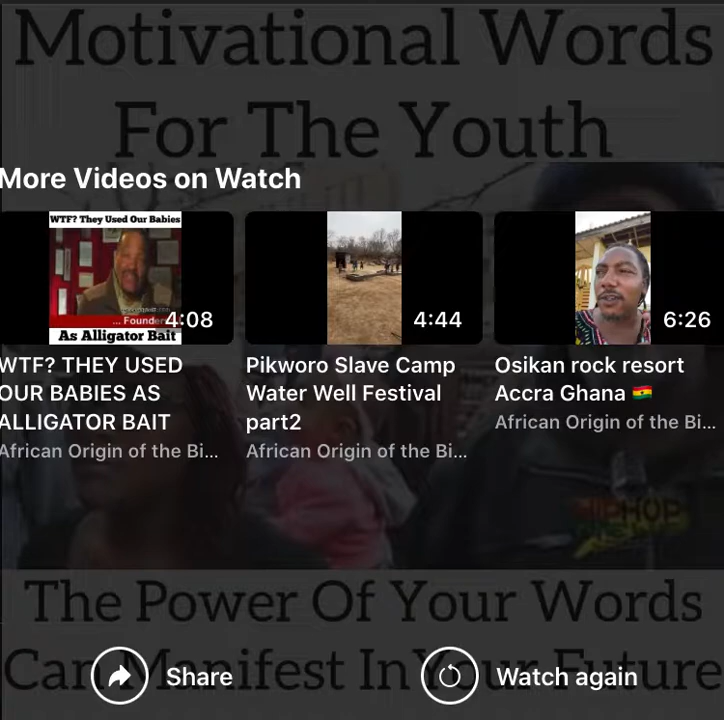 Motivational Words
For The Youth
More Videos on Watch
WTF? They Used Our Babies
... Founder
As Alligator Bait
4:08
4:44
6:26
WTF? THEY USED
OUR BABIES AS
ALLIGATOR BAIT
African Origin of the Bi...
Pikworo Slave Camp
Water Well Festival
part2
African Origin of the Bi...
Osikan rock resort
Accra Ghana 🇬🇭
African Origin of the Bi...
HIPHOP
The Power Of Your Words
Can Manifest In Your Future
Share
Watch again